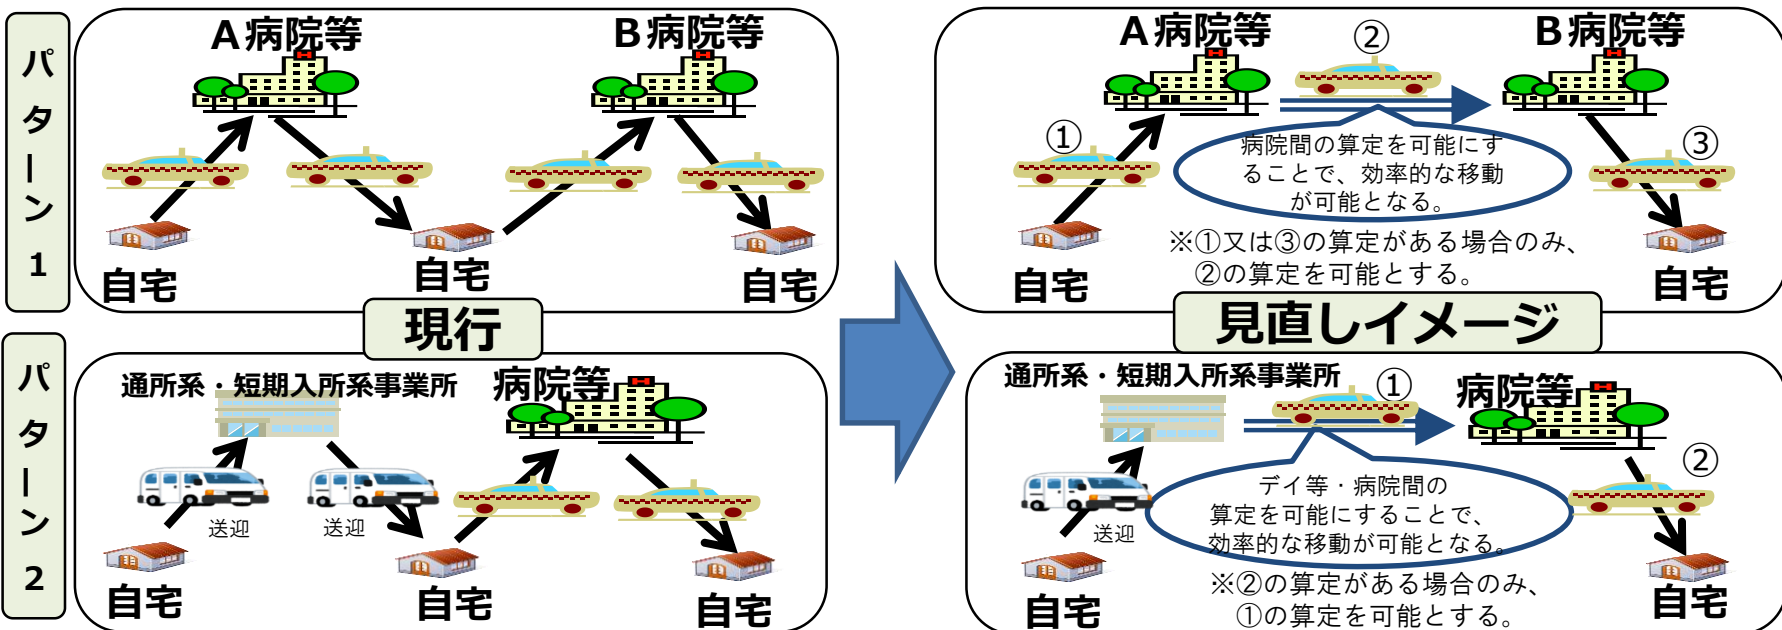 パターン1
A病院等
B病院等
自宅
自宅
自宅
現行
パターン2
通所系・短期入所系事業所
病院等
送迎
送迎
自宅
自宅
自宅
A病院等
②
B病院等
①
病院間の算定を可能にす
ることで、効率的な移動
が可能となる。
③
※①又は③の算定がある場合のみ、
②の算定を可能とする。
自宅
自宅
見直しイメージ
通所系・短期入所系事業所
①
病院等
②
デイ等・病院間の
算定を可能にすることで、
効率的な移動が可能となる。
送迎
※②の算定がある場合のみ、
①の算定を可能とする。
自宅
自宅